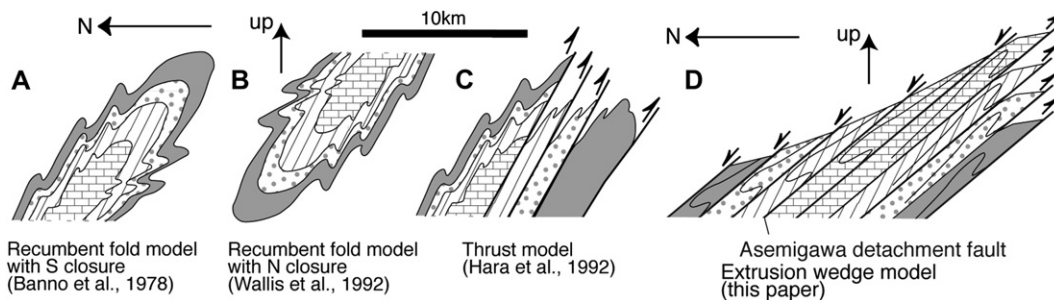 N
up
10km
N
up
A
B
C
D
Recumbent fold model
with S closure
(Banno et al., 1978)
Recumbent fold model
with N closure
(Wallis et al., 1992)
Thrust model
(Hara et al., 1992)
Asemigawa detachment fault
Extrusion wedge model
(this paper)